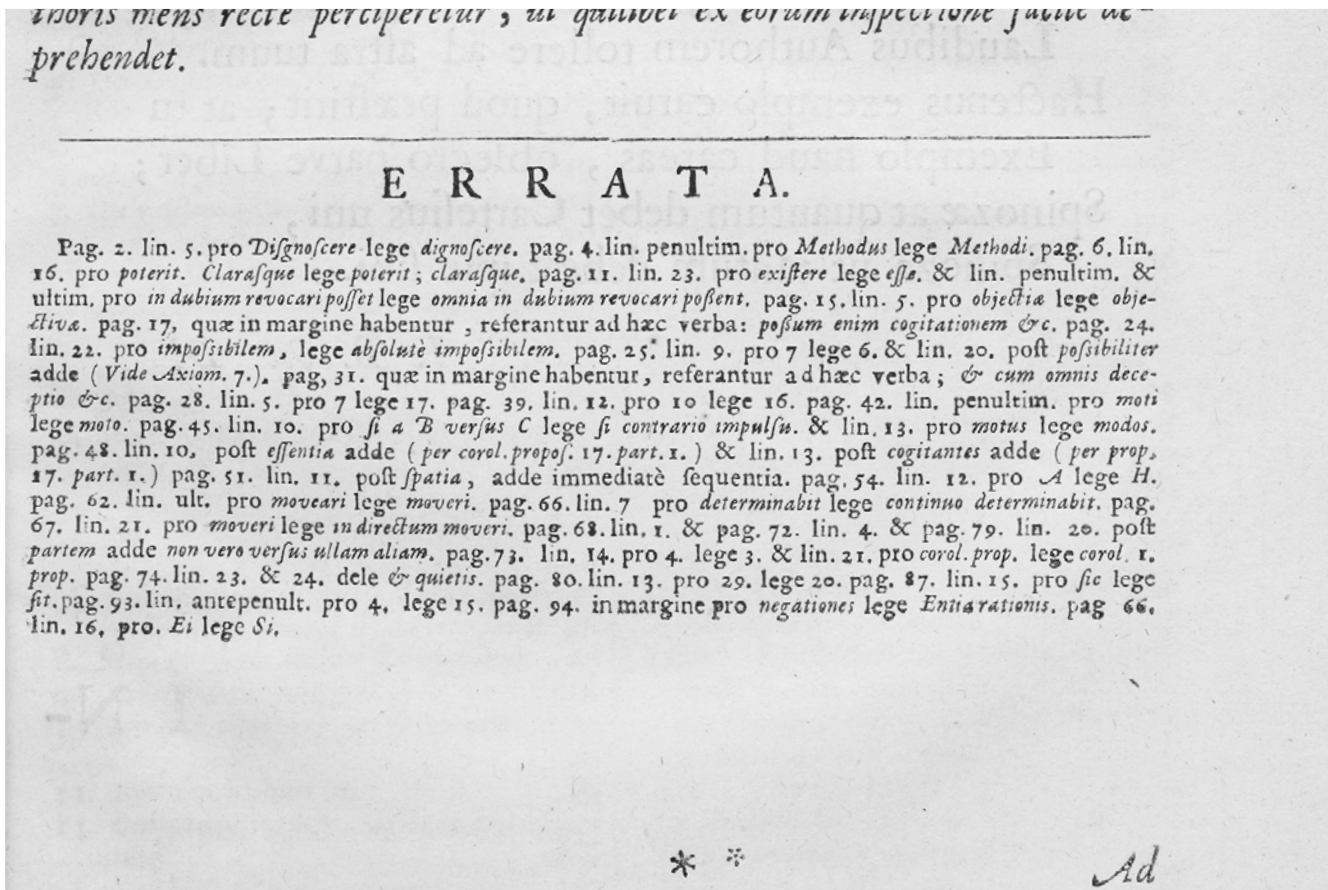 thoris mens recte perciperetur, ut quilibet ex eorum inspectione facile de-
prehendet.
ERRATA.
Pag. 2. lin. 5. pro Diſgnoſcere lege dignoſcere. pag. 4. lin. penultim. pro Methodus lege Methodi. pag. 6. lin.
16. pro poterit. Claraſque lege poterit; claraſque. pag. 11. lin. 23. pro exiſtere lege eſſe. & lin. penultim. &
ultim. pro in dubium revocari poſſet lege omnia in dubium revocari poßent. pag. 15. lin. 5. pro objectiæ lege obje-
ctivæ. pag. 17, quæ in margine habentur, referantur ad hæc verba: poßum enim cogitationem &c. pag. 24.
lin. 22. pro impoſsibilem, lege abſolutè impoſsibilem. pag. 25. lin. 9. pro 7 lege 6. & lin. 20. poſt poſsibiliter
adde (Vide Axiom. 7.). pag, 31. quæ in margine habentur, referantur ad hæc verba; & cum omnis dece-
ptio &c. pag. 28. lin. 5. pro 7 lege 17. pag. 39. lin. 12. pro 10 lege 16. pag. 42. lin. penultim. pro moti
lege moto. pag. 45. lin. 10. pro ſi a B verſus C lege ſi contrario impulſu. & lin. 13. pro motus lege modos.
pag. 48. lin. 10. poſt eſſentia adde (per corol. propoſ. 17. part. 1.) & lin. 13. poſt cogitantes adde (per prop.
17. part. 1.) pag. 51. lin. 11. poſt ſpatia, adde immediatè ſequentia. pag. 54. lin. 12. pro A lege H.
pag. 62. lin. ult. pro moveari lege moveri. pag. 66. lin. 7 pro determinabit lege continuo determinabit. pag.
67. lin. 21. pro moveri lege in directum moveri. pag. 68. lin. 1. & pag. 72. lin. 4. & pag. 79. lin. 20. poſt
partem adde non vero verſus ullam aliam. pag. 73. lin. 14. pro 4. lege 3. & lin. 21. pro corol. prop. lege corol. 1.
prop. pag. 74. lin. 23. & 24. dele & quietis. pag. 80. lin. 13. pro 29. lege 20. pag. 87. lin. 15. pro ſic lege
ſit. pag. 93. lin. antepenult. pro 4. lege 15. pag. 94. in margine pro negationes lege Entia rationis. pag 66.
lin. 16. pro. Ei lege Si.
* *
Ad